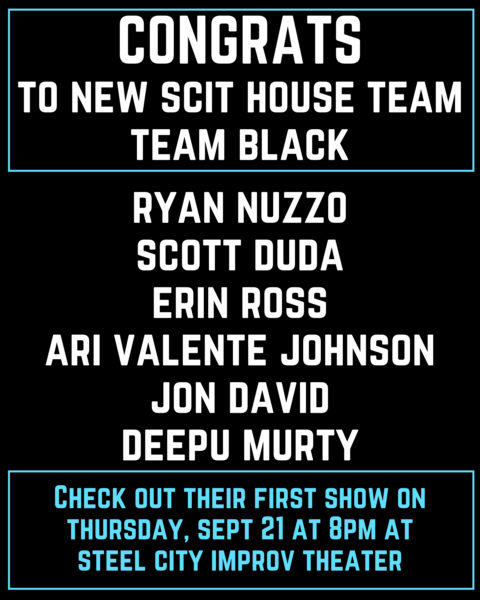 CONGRATS
TO NEW SCIT HOUSE TEAM
TEAM BLACK
RYAN NUZZO
SCOTT DUDA
ERIN ROSS
ARI VALENTE JOHNSON
JON DAVID
DEEPU MURTY
CHECK OUT THEIR FIRST SHOW ON
THURSDAY, SEPT 21 AT 8PM AT
STEEL CITY IMPROV THEATER